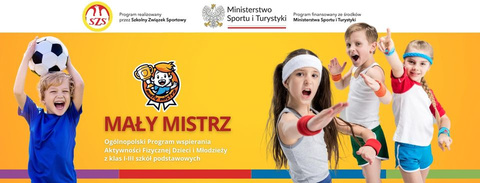 SZS
Program realizowany
przez Szkolny Związek Sportowy
Ministerstwo
Sportu i Turystyki
Program finansowany ze środków
Ministerstwa Sportu i Turystyki
MAŁY MISTRZ
Ogólnopolski Program wspierania
Aktywności Fizycznej Dzieci i Młodzieży
z klas I-III szkół podstawowych